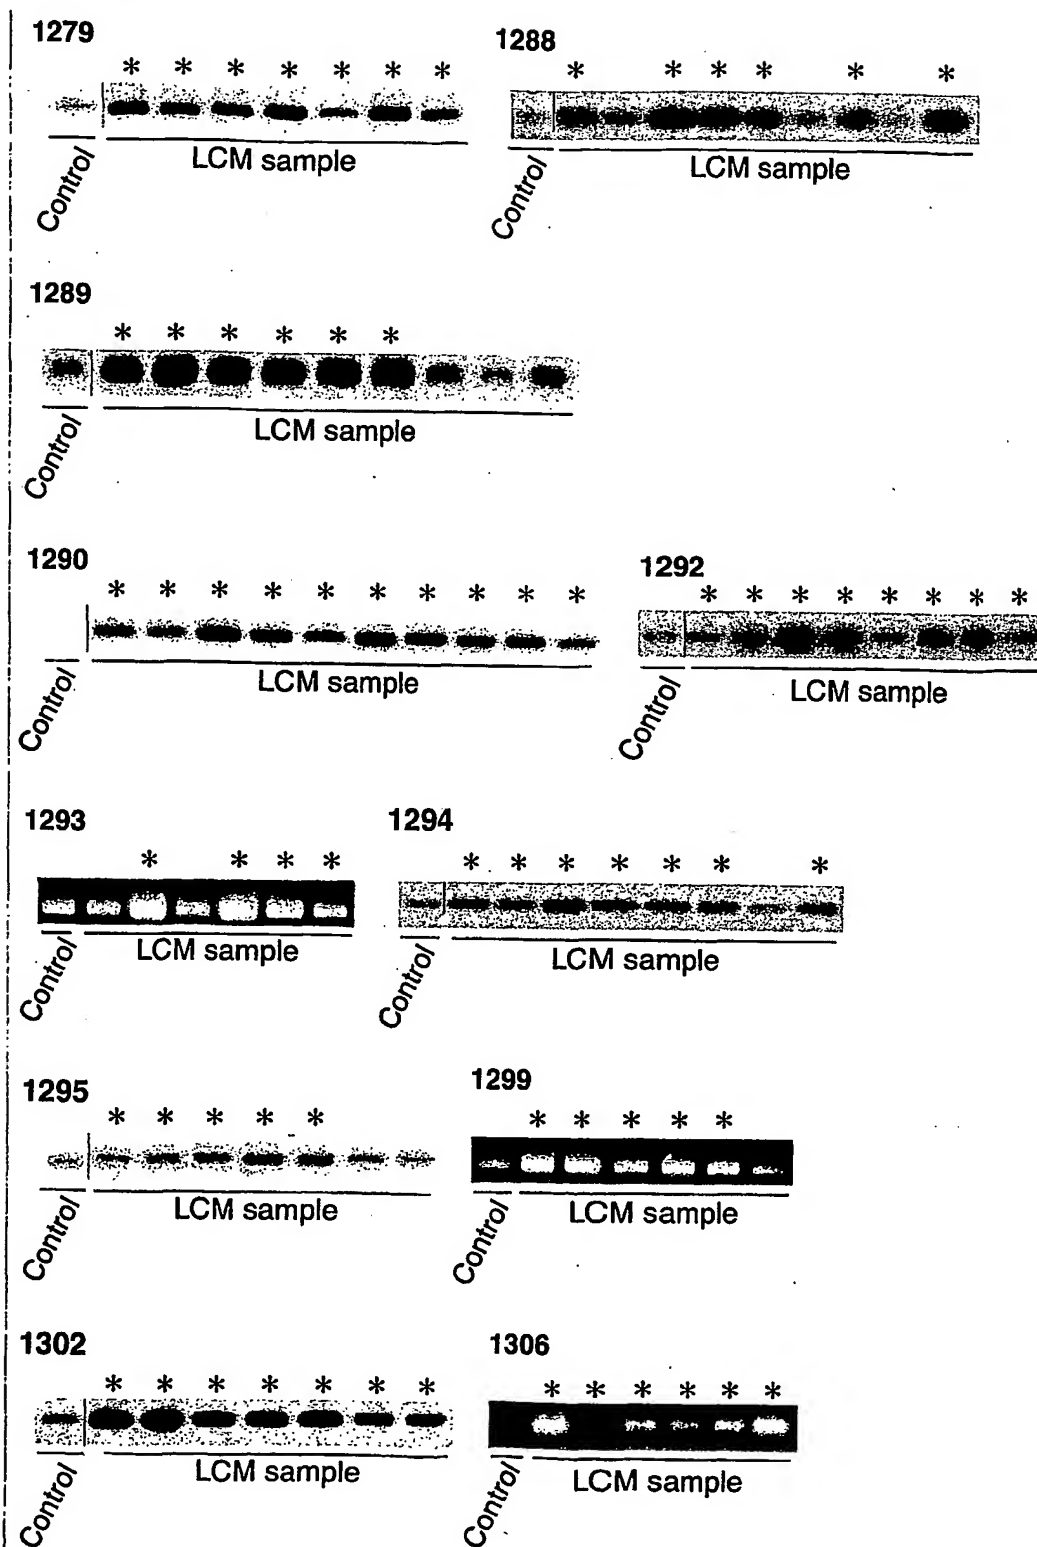 1279
* * * * * * *
Control
LCM sample
1288
* * * * * *
Control
LCM sample
1289
* * * * * *
Control
LCM sample
1290
* * * * * * * * * *
Control
LCM sample
1292
* * * * * * * *
Control
LCM sample
1293
* * * *
Control
LCM sample
1294
* * * * * * *
Control
LCM sample
1295
* * * * *
Control
LCM sample
1299
* * * * *
Control
LCM sample
1302
* * * * * * *
Control
LCM sample
1306
* * * * * *
Control
LCM sample